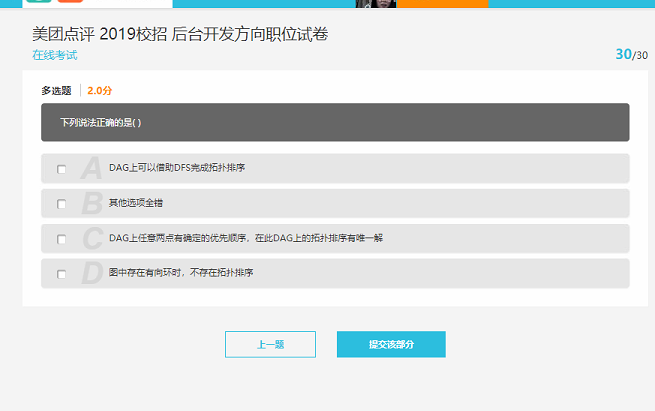 美团点评 2019校招 后台开发方向职位试卷
在线考试
30/30
多选题 2.0分
下列说法正确的是( )
A DAG上可以借助DFS完成拓扑排序
B 其他选项全错
C DAG上任意两点有确定的优先顺序，在此DAG上的拓扑排序有唯一解
D 图中存在有向环时，不存在拓扑排序
上一题 提交该部分